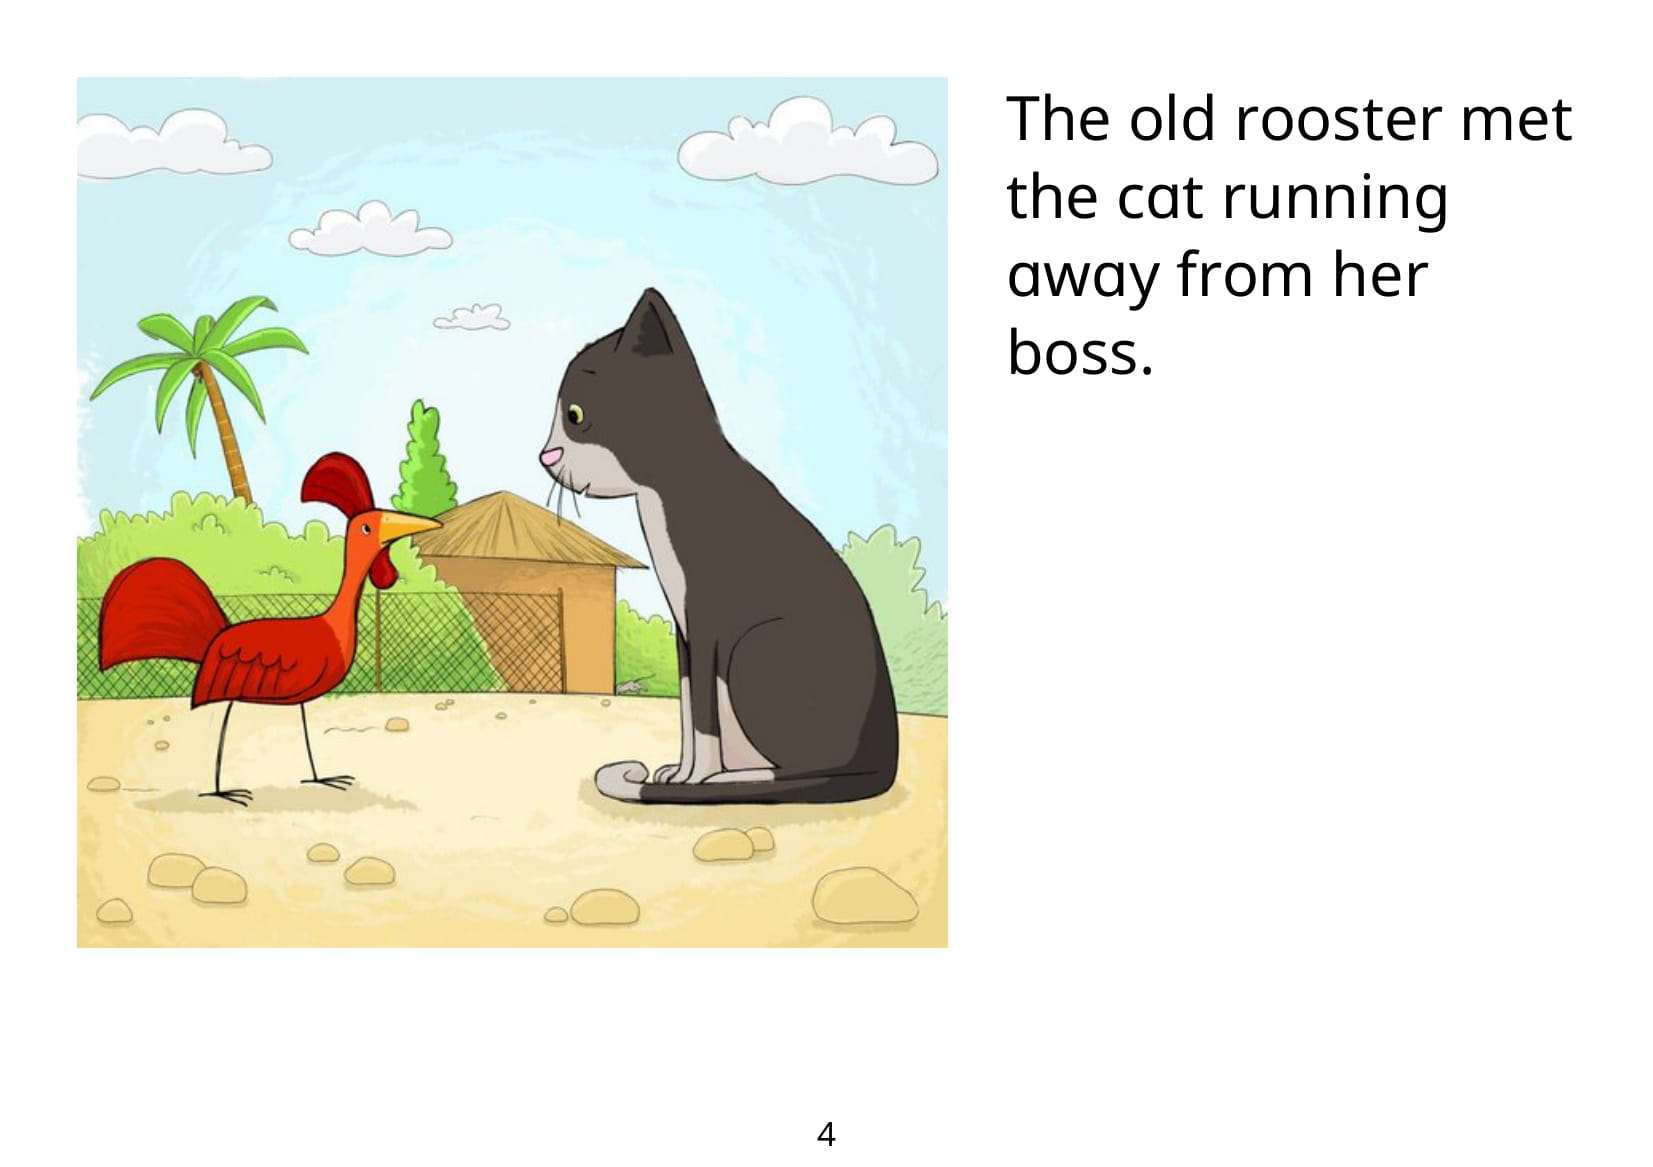 The old rooster met
the cat running
away from her
boss.
4